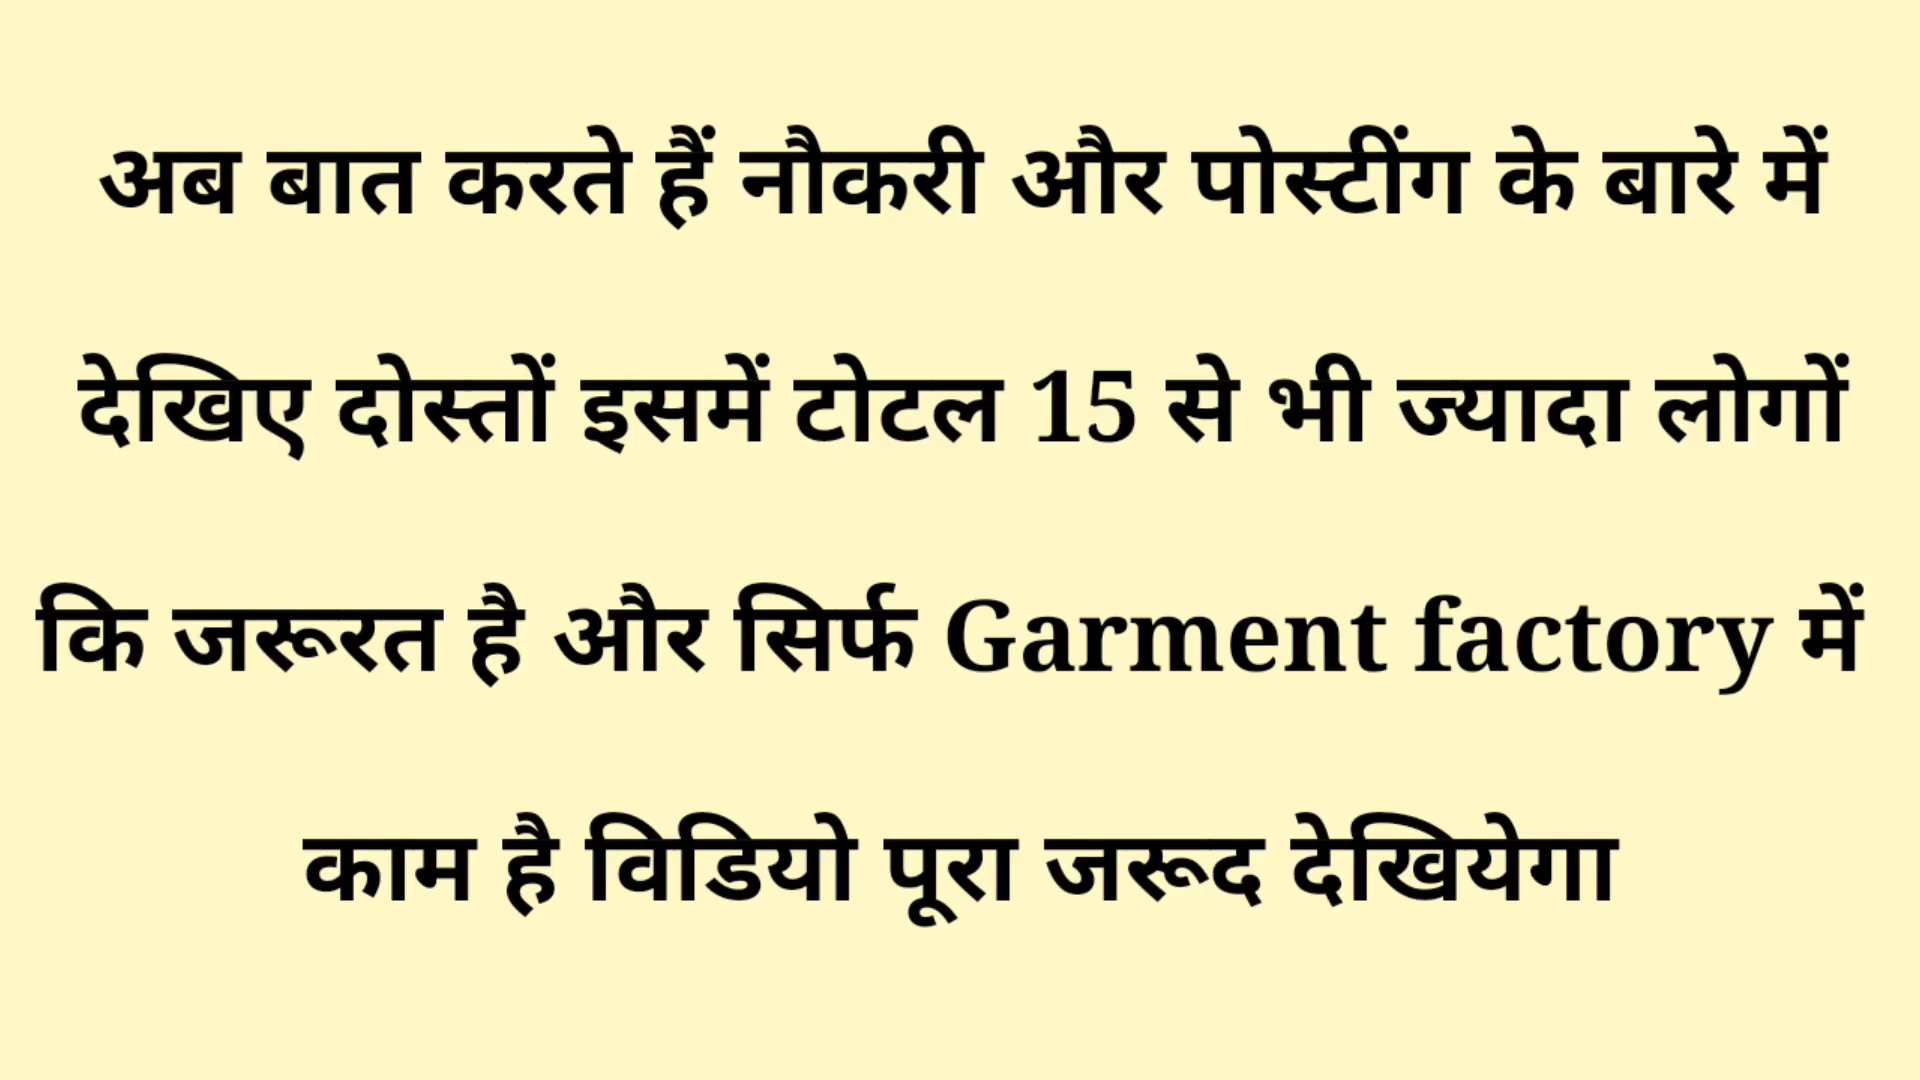 अब बात करते हैं नौकरी और पोस्टींग के बारे में
देखिए दोस्तों इसमें टोटल 15 से भी ज्यादा लोगों
कि जरूरत है और सिर्फ Garment factory में
काम है विडियो पूरा जरूद देखियेगा